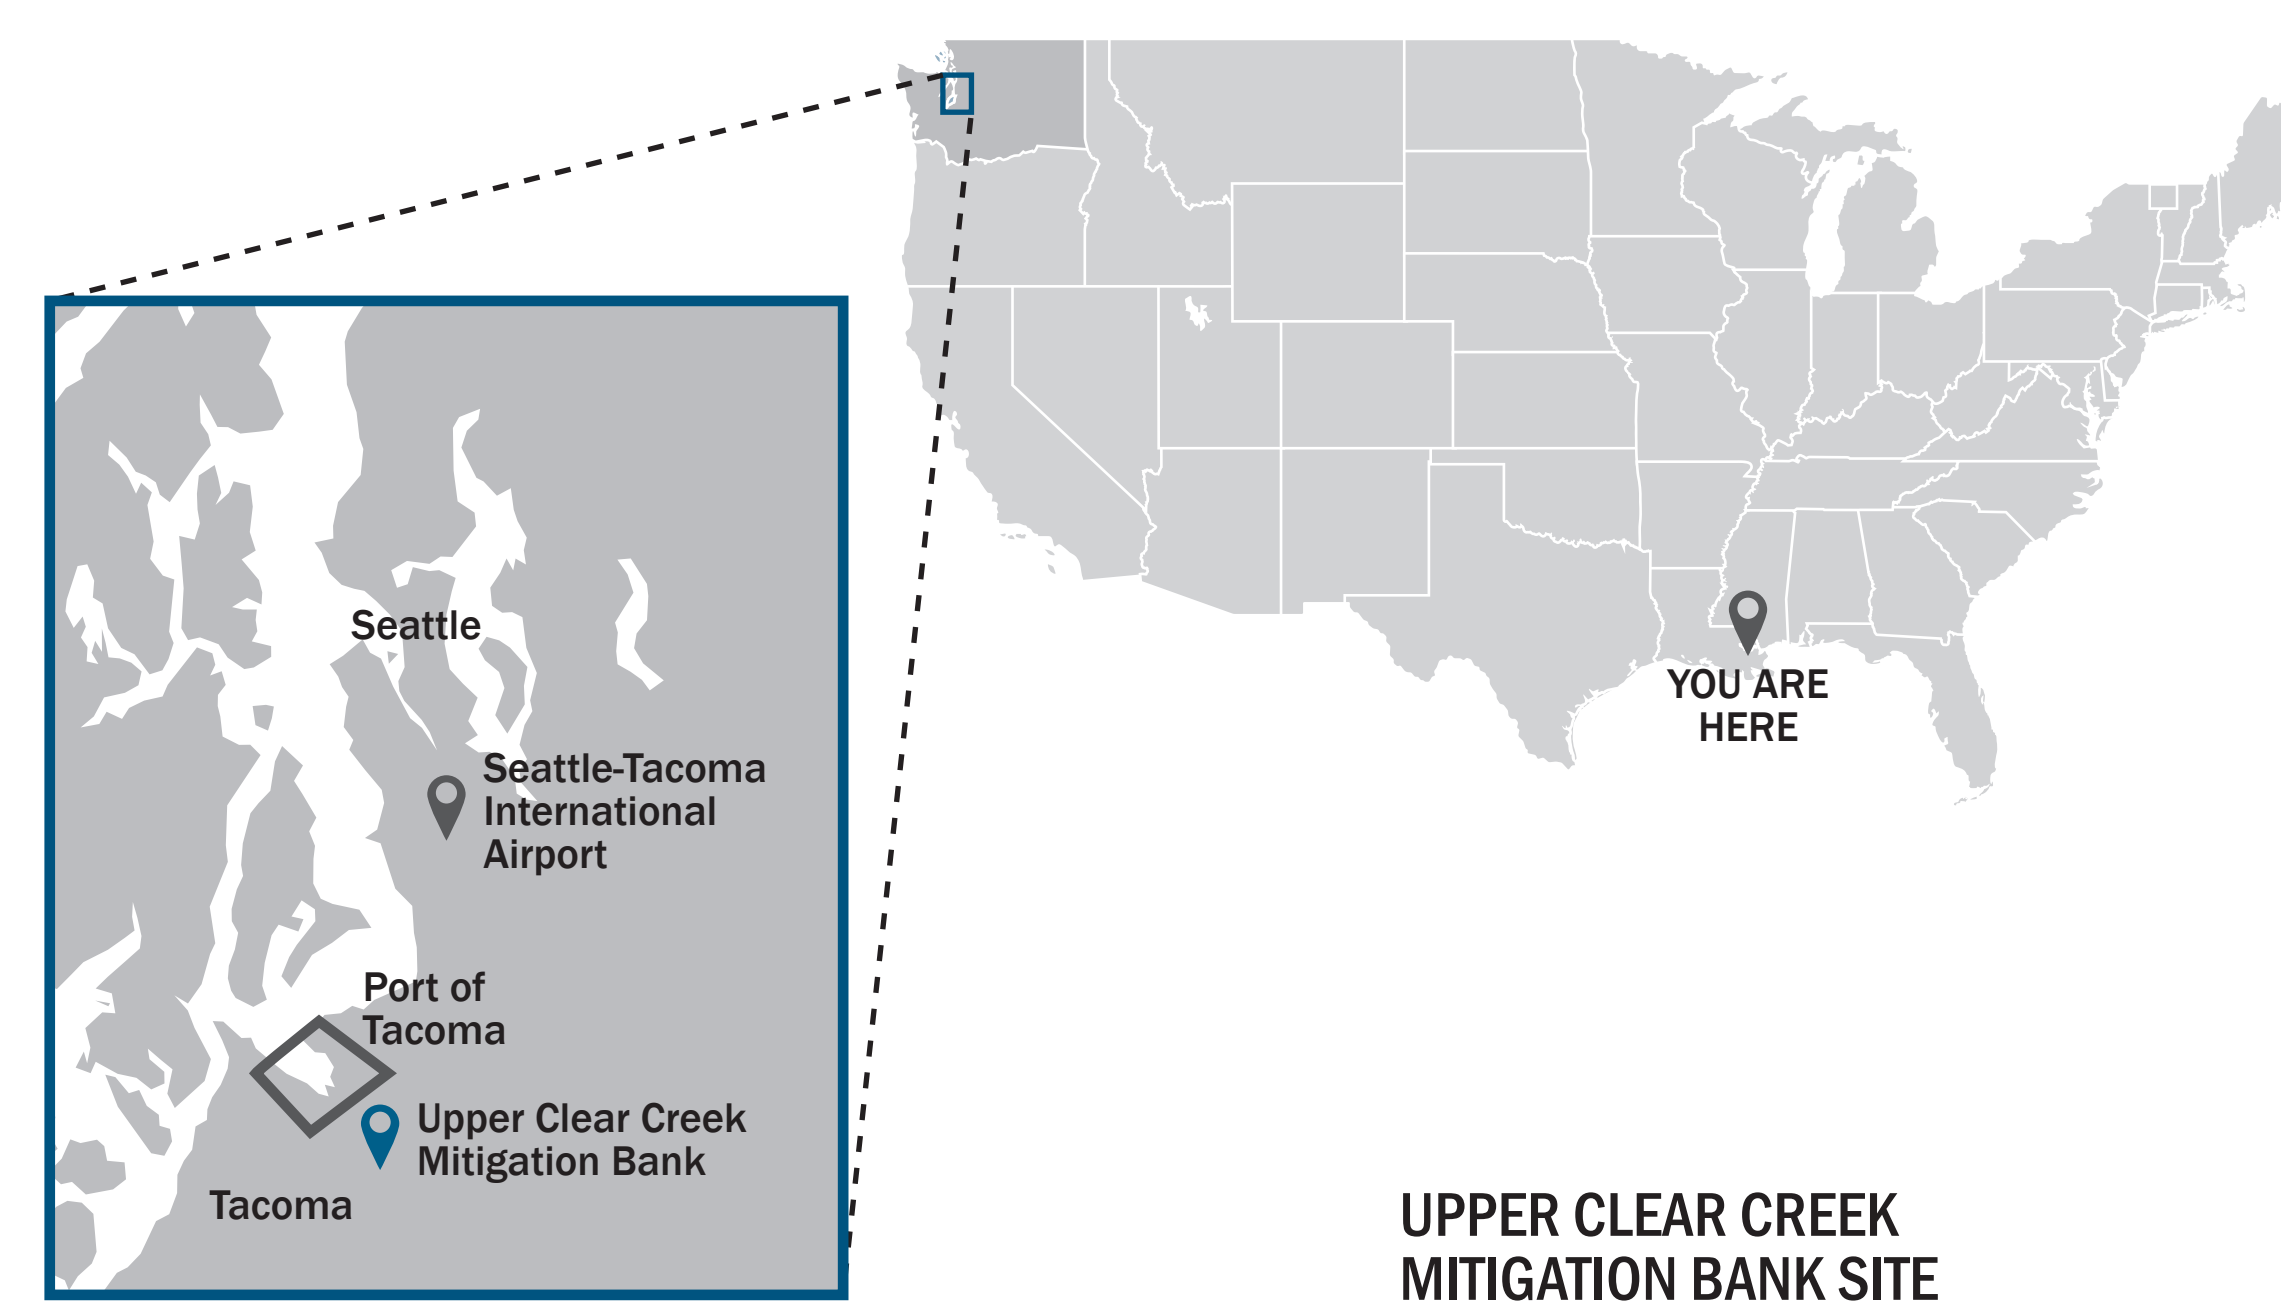 Seattle
Seattle-Tacoma
International
Airport
Port of
Tacoma
Upper Clear Creek
Mitigation Bank
Tacoma
YOU ARE
HERE
UPPER CLEAR CREEK
MITIGATION BANK SITE